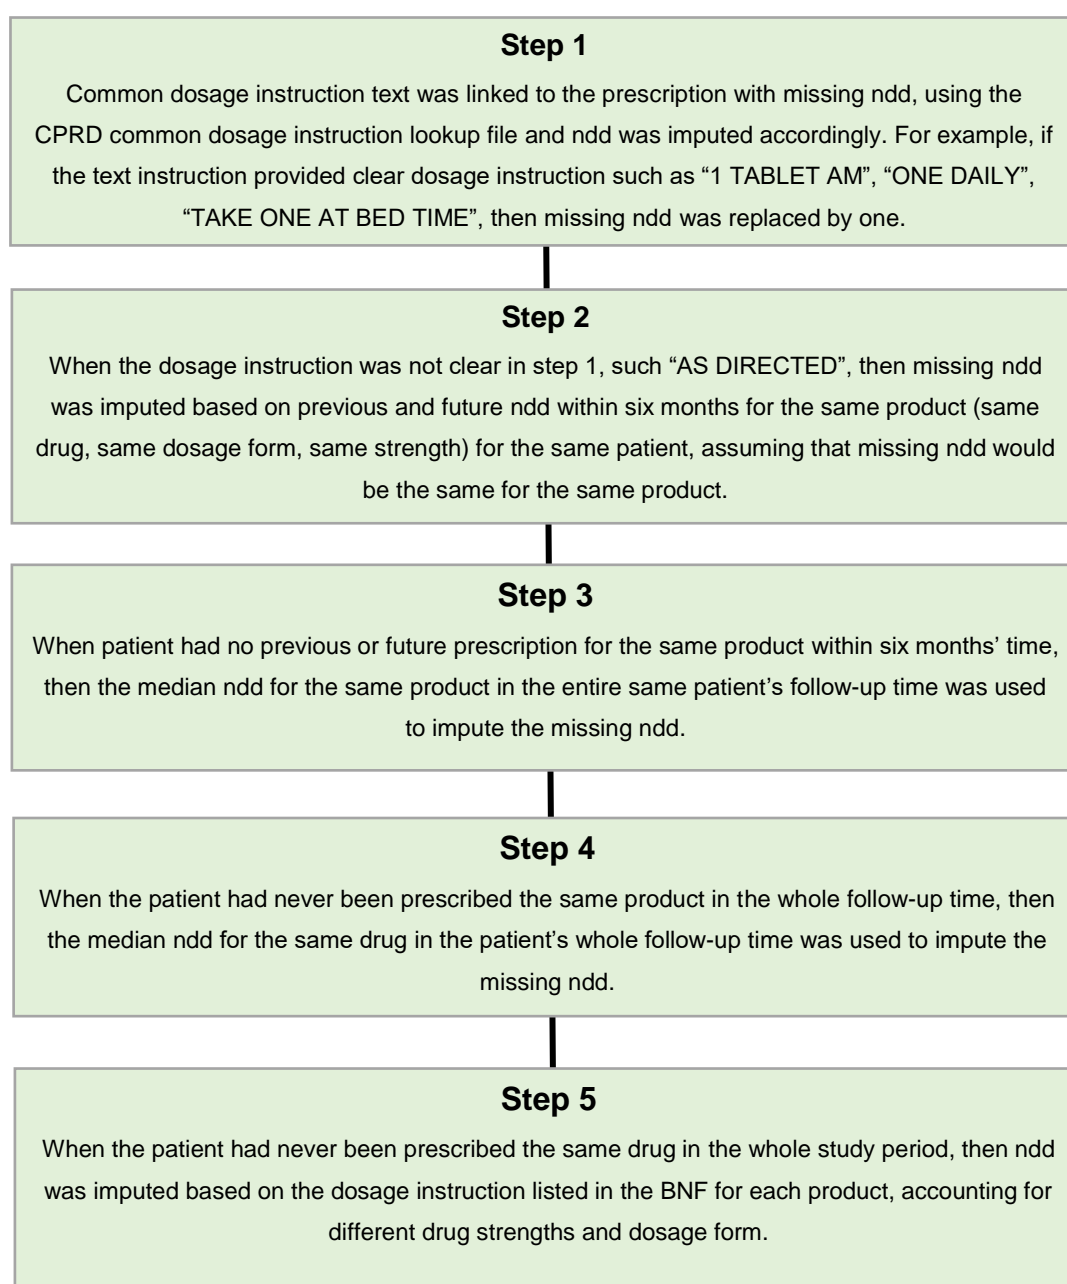 Step 1
Common dosage instruction text was linked to the prescription with missing ndd, using the
CPRD common dosage instruction lookup file and ndd was imputed accordingly. For example, if
the text instruction provided clear dosage instruction such as “1 TABLET AM”, “ONE DAILY”,
“TAKE ONE AT BED TIME”, then missing ndd was replaced by one.
Step 2
When the dosage instruction was not clear in step 1, such “AS DIRECTED”, then missing ndd
was imputed based on previous and future ndd within six months for the same product (same
drug, same dosage form, same strength) for the same patient, assuming that missing ndd would
be the same for the same product.
Step 3
When patient had no previous or future prescription for the same product within six months’ time,
then the median ndd for the same product in the entire same patient’s follow-up time was used
to impute the missing ndd.
Step 4
When the patient had never been prescribed the same product in the whole follow-up time, then
the median ndd for the same drug in the patient’s whole follow-up time was used to impute the
missing ndd.
Step 5
When the patient had never been prescribed the same drug in the whole study period, then ndd
was imputed based on the dosage instruction listed in the BNF for each product, accounting for
different drug strengths and dosage form.